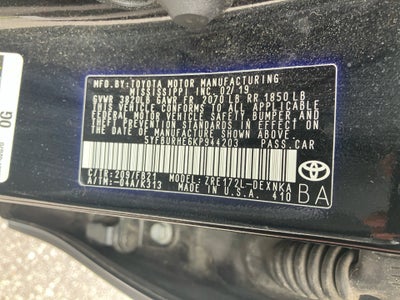 MFD. BY:TOYOTA MOTOR MANUFACTURING
MISSISSIPPI, INC. 02/19
GVWR 3820LB GAWR FR 2070 LB RR 1850 LB
THIS VEHICLE CONFORMS TO ALL APPLICABLE
FEDERAL MOTOR VEHICLE SAFETY, BUMPER, AND
THEFT PREVENTION STANDARDS IN EFFECT ON THE
DATE OF MANUFACTURE SHOWN ABOVE.
5YFBURHE6KP944203 PASS.CAR
C/TR: 209/FB21 MODEL: ZRE172L-DEXNKA
A/TM:-04A/K313 MADE IN U.S.A. 410
TOYOTA
BA
OG